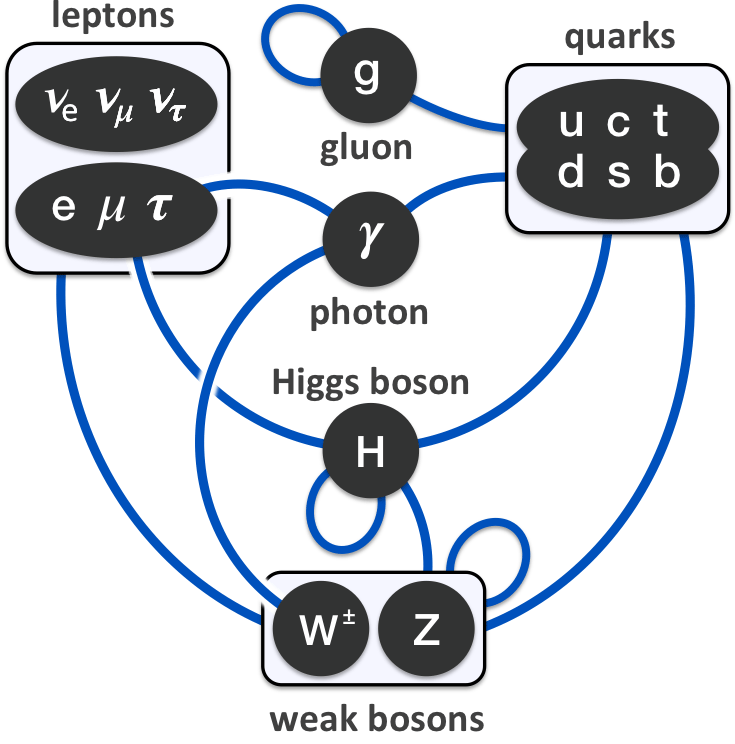 leptons
νe νμ ντ
e μ τ
g
gluon
quarks
u c t
d s b
γ
photon
Higgs boson
H
W± Z
weak bosons